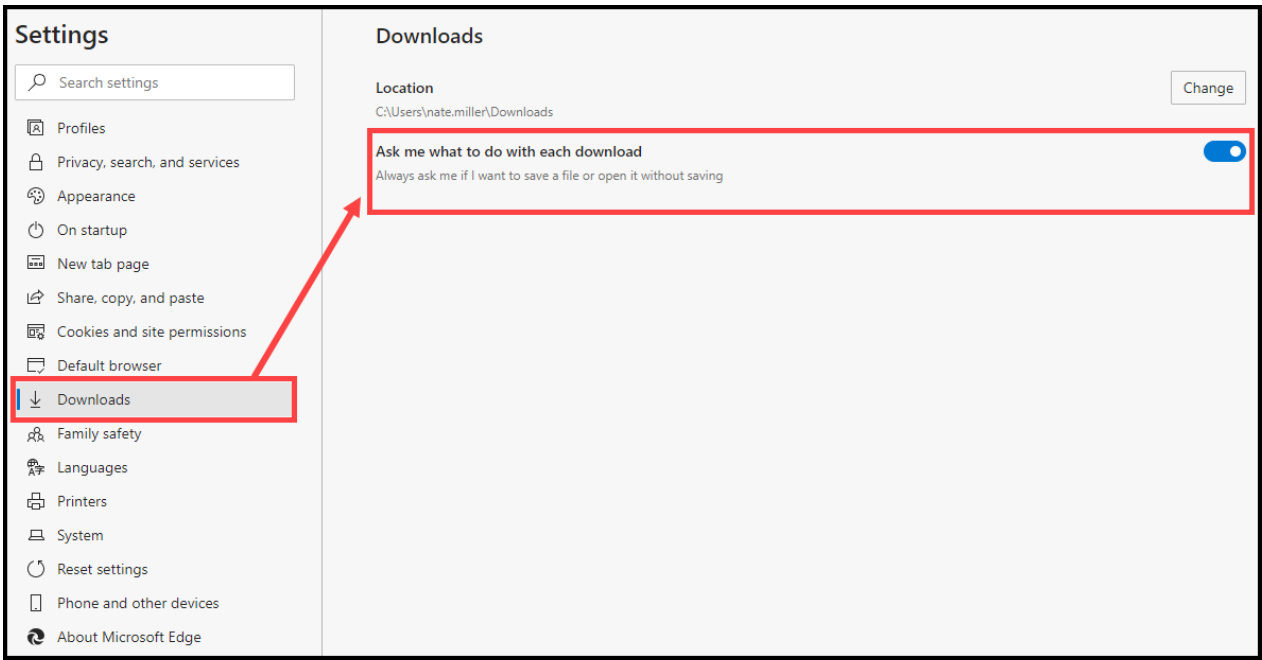 Settings
Search settings
Profiles
Privacy, search, and services
Appearance
On startup
New tab page
Share, copy, and paste
Cookies and site permissions
Default browser
Downloads
Family safety
Languages
Printers
System
Reset settings
Phone and other devices
About Microsoft Edge
Downloads
Location
Change
C:\Users\nate.miller\Downloads
Ask me what to do with each download
Always ask me if I want to save a file or open it without saving